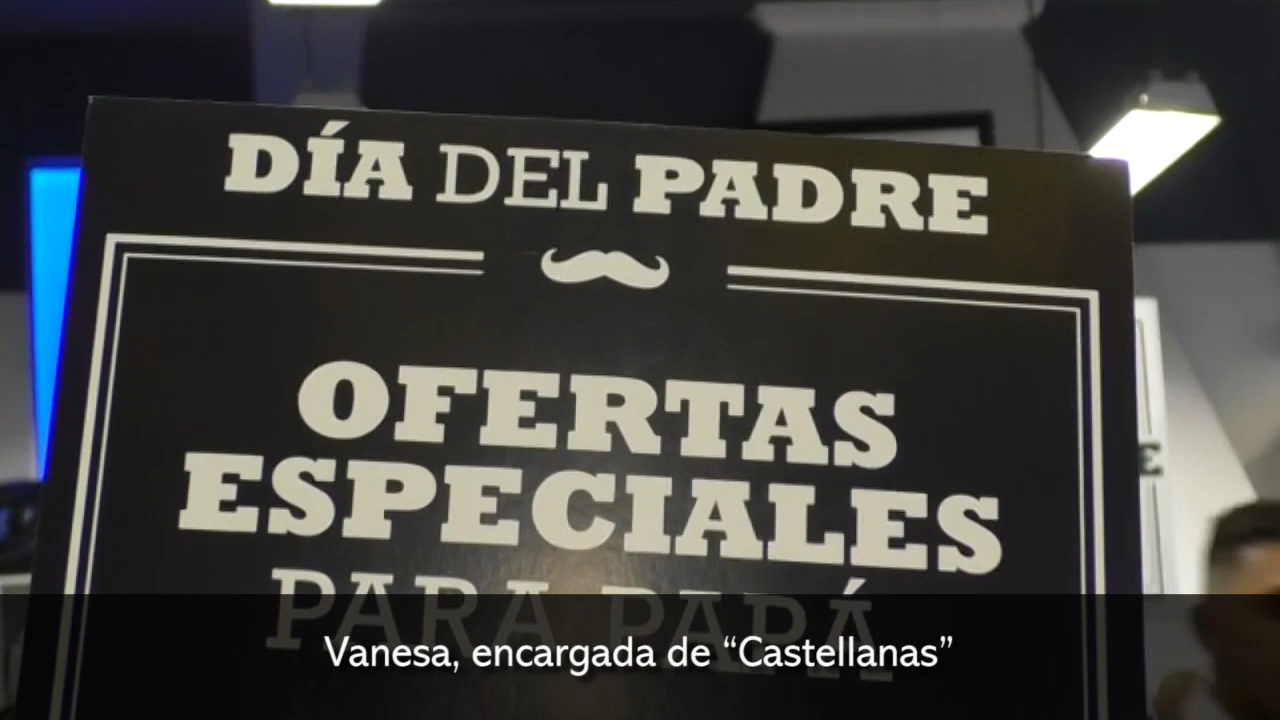 DÍA DEL PADRE
OFERTAS
ESPECIALES
PARA PAPÁ
Vanesa, encargada de “Castellanas”